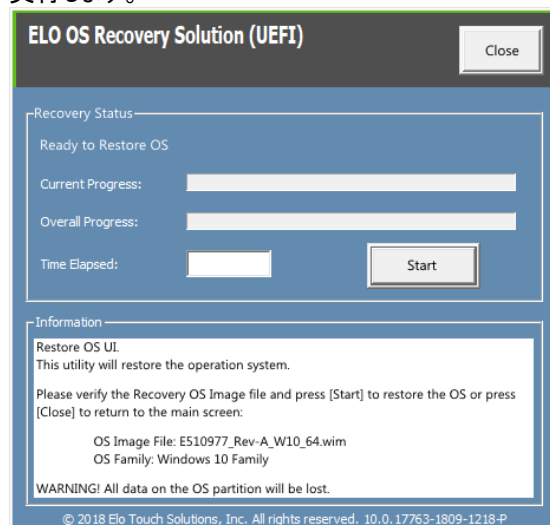 ELO OS Recovery Solution (UEFI)
Close
Recovery Status
Ready to Restore OS
Current Progress:
Overall Progress:
Time Elapsed:
Start
Information
Restore OS UI.
This utility will restore the operation system.
Please verify the Recovery OS Image file and press [Start] to restore the OS or press
[Close] to return to the main screen:
OS Image File: E510977_Rev-A_W10_64.wim
OS Family: Windows 10 Family
WARNING! All data on the OS partition will be lost.
© 2018 Elo Touch Solutions, Inc. All rights reserved. 10.0.17763-1809-1218-P